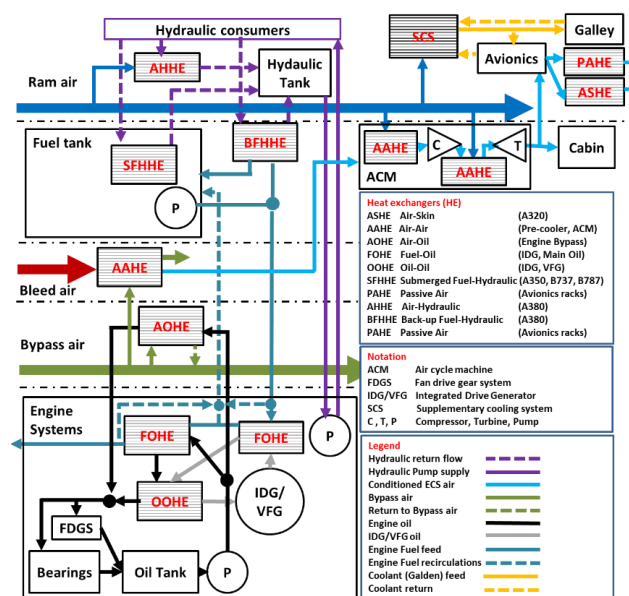 Hydraulic consumers
SCS
Galley
Avionics
PAHE
ASHE
AHHE
Hydaulic
Tank
Ram air
Fuel tank
SFHHE
BFHHE
P
AAHE
C
T
AAHE
ACM
Cabin
AAHE
Bleed air
AOHE
Bypass air
Engine
Systems
FOHE
FOHE
P
OOHE
IDG/
VFG
FDGS
Bearings
Oil Tank
P
Heat exchangers (HE)
ASHE Air-Skin (A320)
AAHE Air-Air (Pre-cooler, ACM)
AOHE Air-Oil (Engine Bypass)
FOHE Fuel-Oil (IDG, Main Oil)
OOHE Oil-Oil (IDG, VFG)
SFHHE Submerged Fuel-Hydraulic (A350, B737, B787)
PAHE Passive Air (Avionics racks)
AHHE Air-Hydraulic (A380)
BFHHE Back-up Fuel-Hydraulic (A380)
PAHE Passive Air (Avionics racks)
Notation
ACM Air cycle machine
FDGS Fan drive gear system
IDG/VFG Integrated Drive Generator
SCS Supplementary cooling system
C , T, P Compressor, Turbine, Pump
Legend
Hydraulic return flow
Hydraulic Pump supply
Conditioned ECS air
Bypass air
Return to Bypass air
Engine oil
IDG/VFG oil
Engine Fuel feed
Engine Fuel recirculations
Coolant (Galden) feed
Coolant return